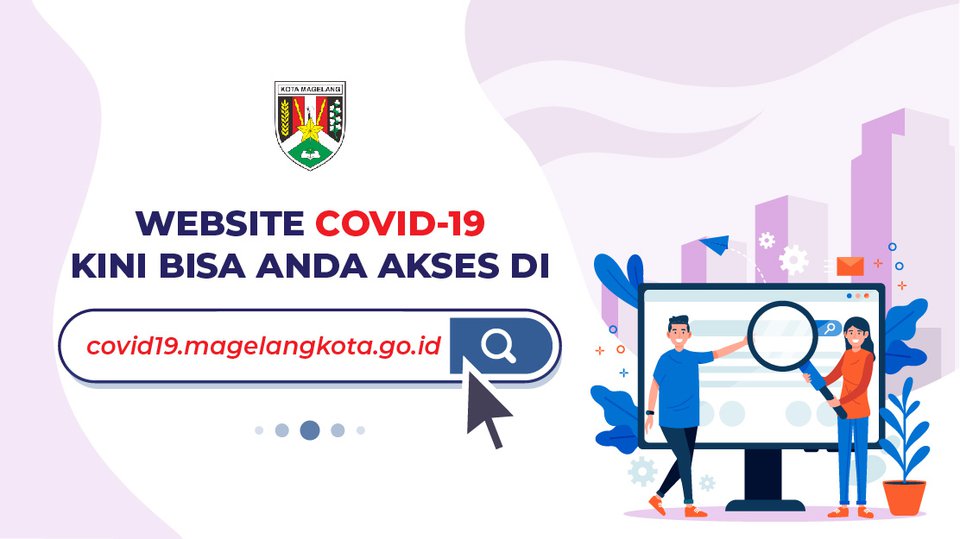 KOTA MAGELANG
WEBSITE COVID-19
KINI BISA ANDA AKSES DI
covid19.magelangkota.go.id